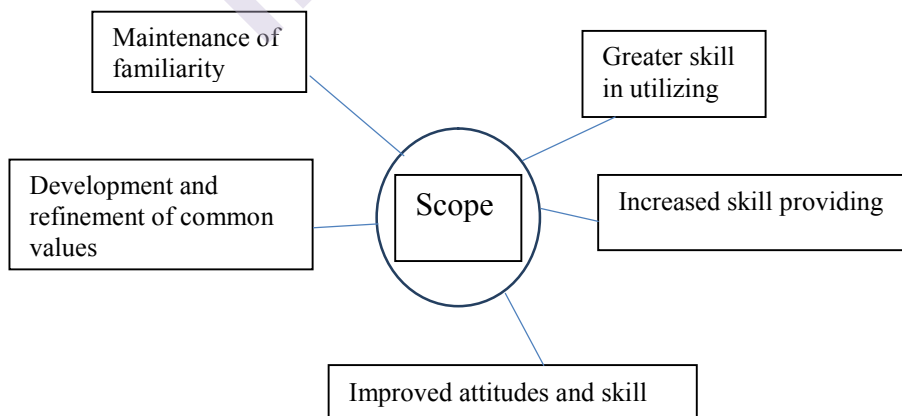 Maintenance of
familiarity
Greater skill
in utilizing
Development and
refinement of common
values
Scope
Increased skill providing
Improved attitudes and skill